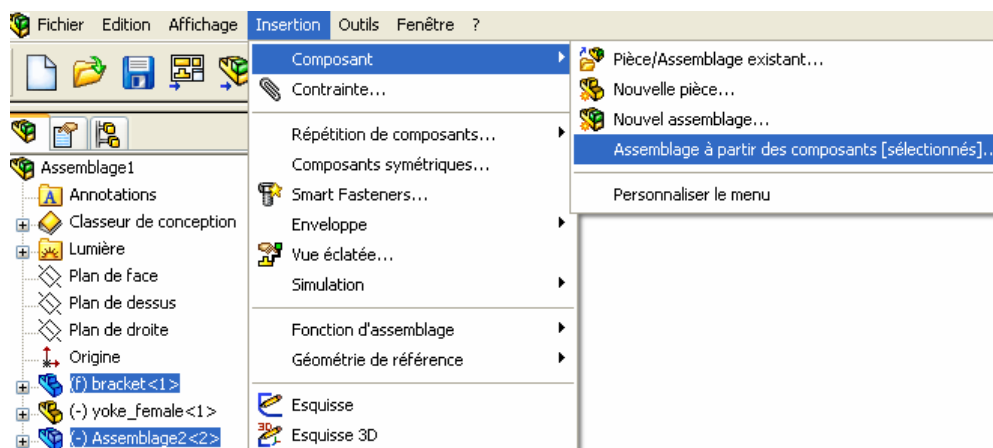 Fichier Edition Affichage Insertion Outils Fenêtre ?
Composant
Contrainte...
Répétition de composants...
Composants symétriques...
Smart Fasteners...
Enveloppe
Vue éclatée...
Simulation
Fonction d'assemblage
Géométrie de référence
Esquisse
3D Esquisse 3D
Pièce/Assemblage existant...
Nouvelle pièce...
Nouvel assemblage...
Assemblage à partir des composants [sélectionnés]..
Personnaliser le menu
Assemblage1
A Annotations
Classeur de conception
Lumière
Plan de face
Plan de dessus
Plan de droite
Origine
(f) bracket<1>
(-) yoke_female<1>
(-) Assemblage2<2>